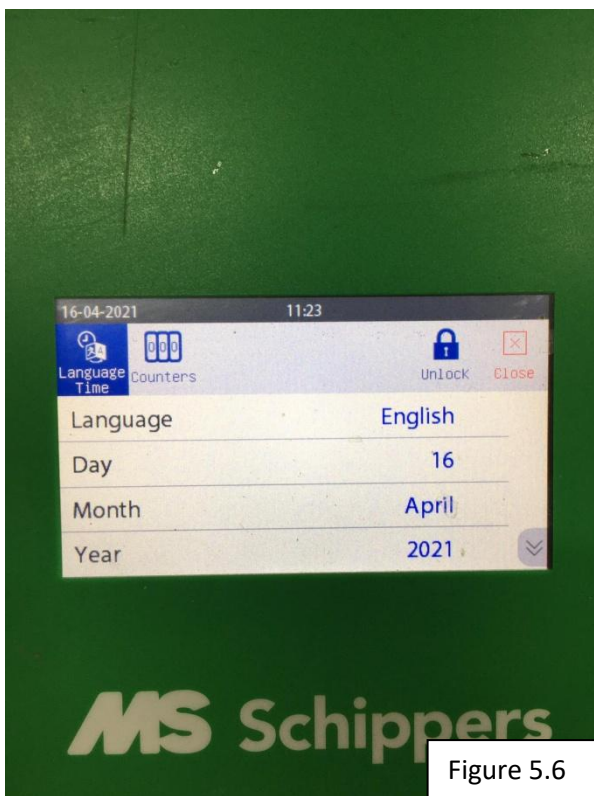 16-04-2021 11:23
000
Language Time Counters Unlock Close
Language English
Day 16
Month April
Year 2021
MS Schippers
Figure 5.6